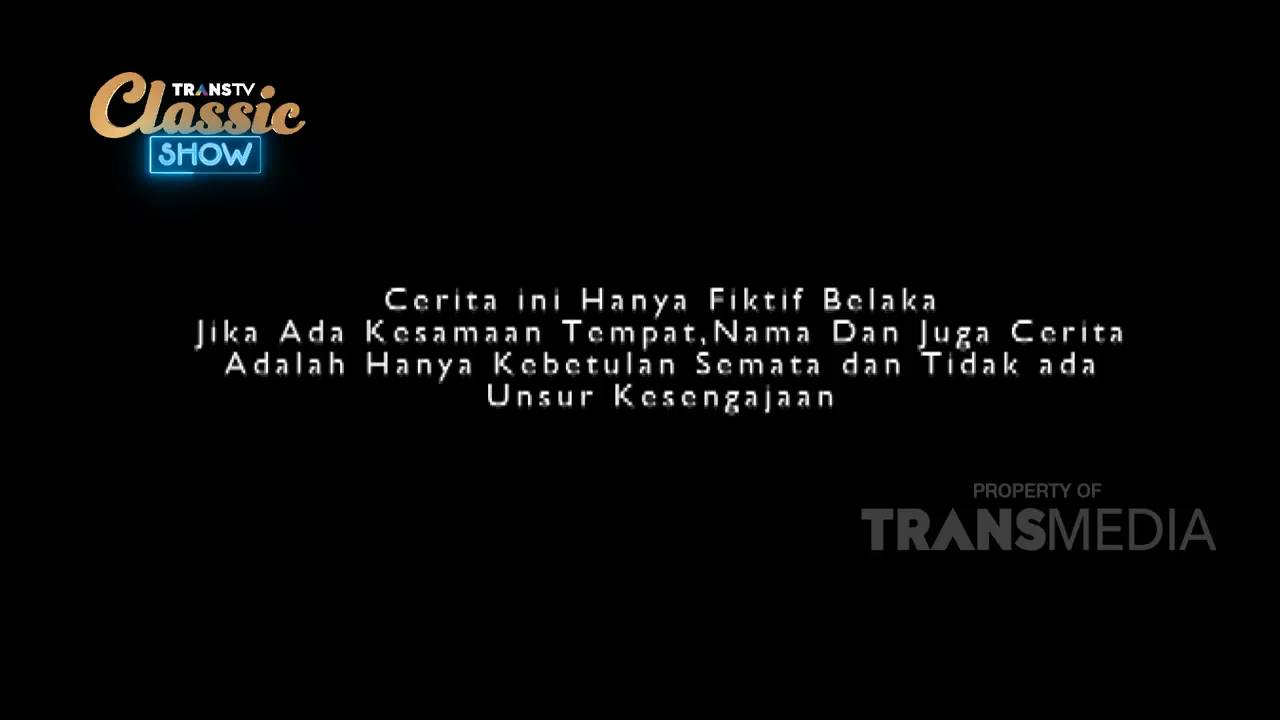 TRANSTV
Classic
SHOW
Cerita ini Hanya Fiktif Belaka
Jika Ada Kesamaan Tempat,Nama Dan Juga Cerita
Adalah Hanya Kebetulan Semata dan Tidak ada
Unsur Kesengajaan
PROPERTY OF
TRANSMEDIA